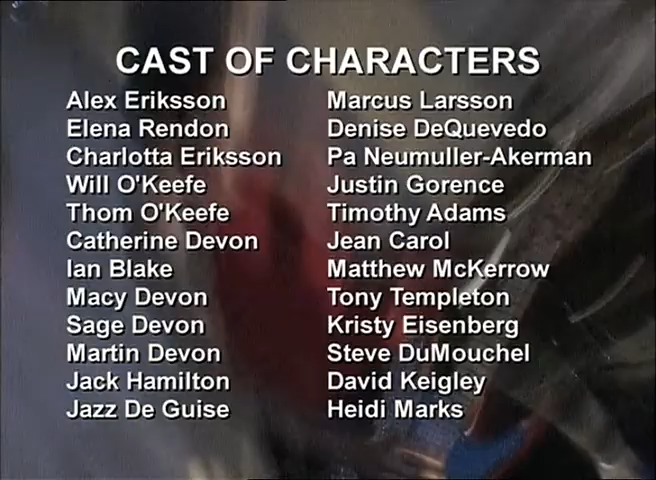 CAST OF CHARACTERS
Alex Eriksson Marcus Larsson
Elena Rendon Denise DeQuevedo
Charlotta Eriksson Pa Neumuller-Akerman
Will O'Keefe Justin Gorence
Thom O'Keefe Timothy Adams
Catherine Devon Jean Carol
Ian Blake Matthew McKerrow
Macy Devon Tony Templeton
Sage Devon Kristy Eisenberg
Martin Devon Steve DuMouchel
Jack Hamilton David Keigley
Jazz De Guise Heidi Marks